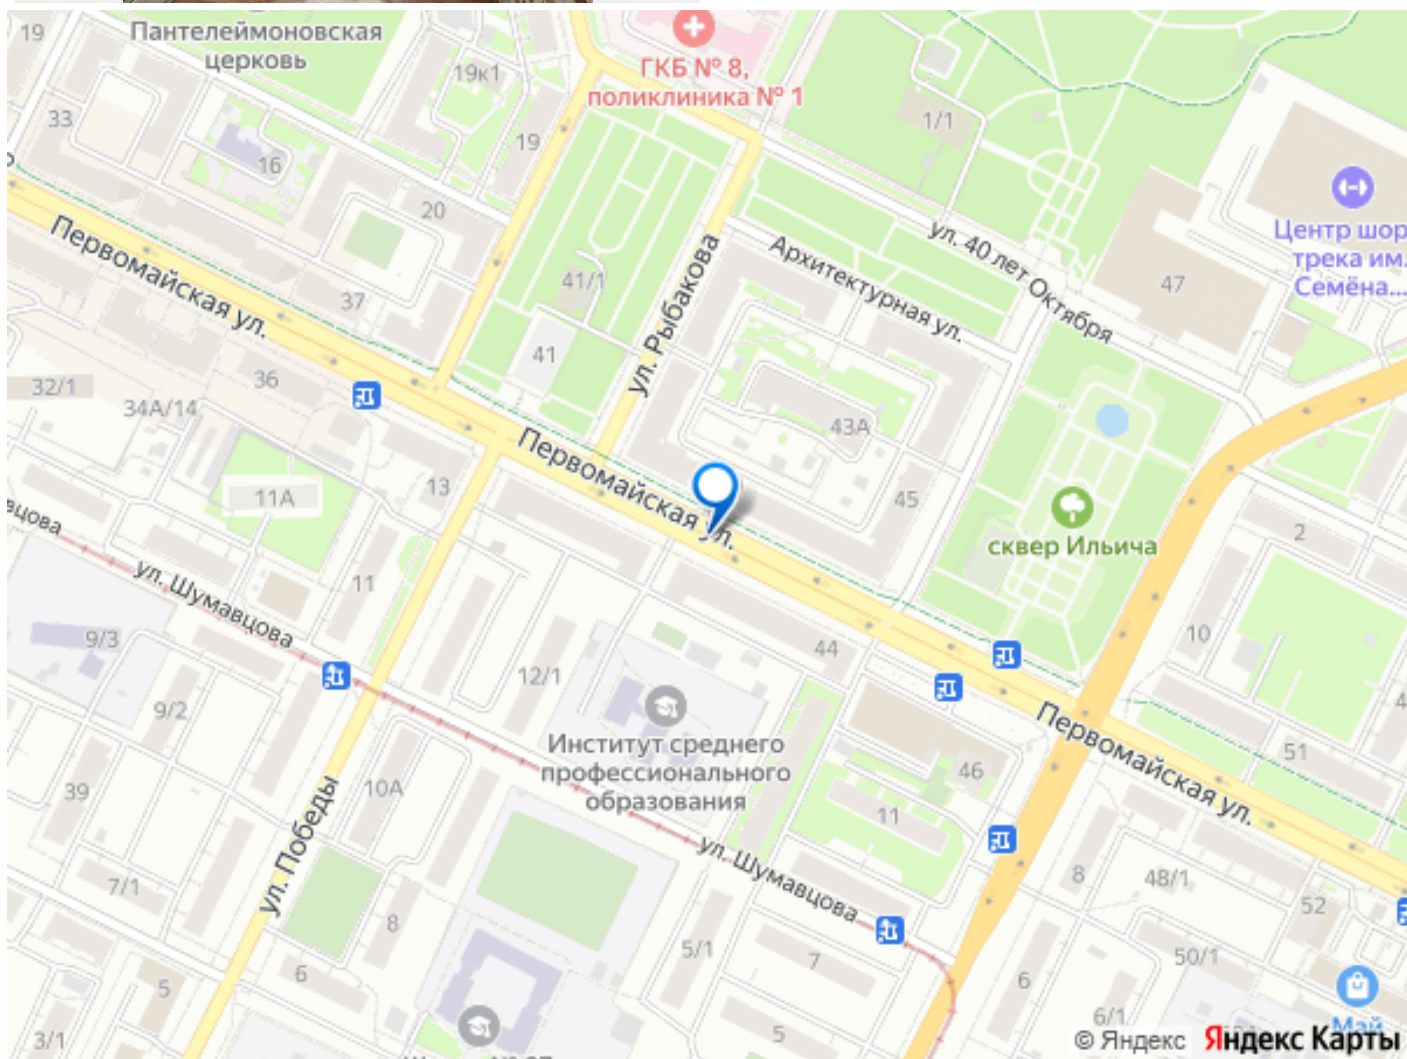 Пантелеймоновская
церковь
19
19к1
ГКБ № 8,
поликлиника № 1
33
16
19
1/1
20
Центр шор
трека им.
Семёна...
ул. 40 лет Октября
Архитектурная ул.
47
Первомайская ул.
37
41/1
ул. Рыбакова
41
32/1
36
34А/14
43А
Первомайская ул.
13
11А
45
вцова
сквер Ильича
2
ул. Шумавцова
11
9/3
10
44
12/1
9/2
Институт среднего
профессионального
образования
Первомайская ул.
51
46
39
10А
11
ул. Победы
ул. Шумавцова
7/1
8
48/1
8
52
5/1
7
6
50/1
5
6
6/1
3/1
5
Май
© Яндекс Яндекс Карты